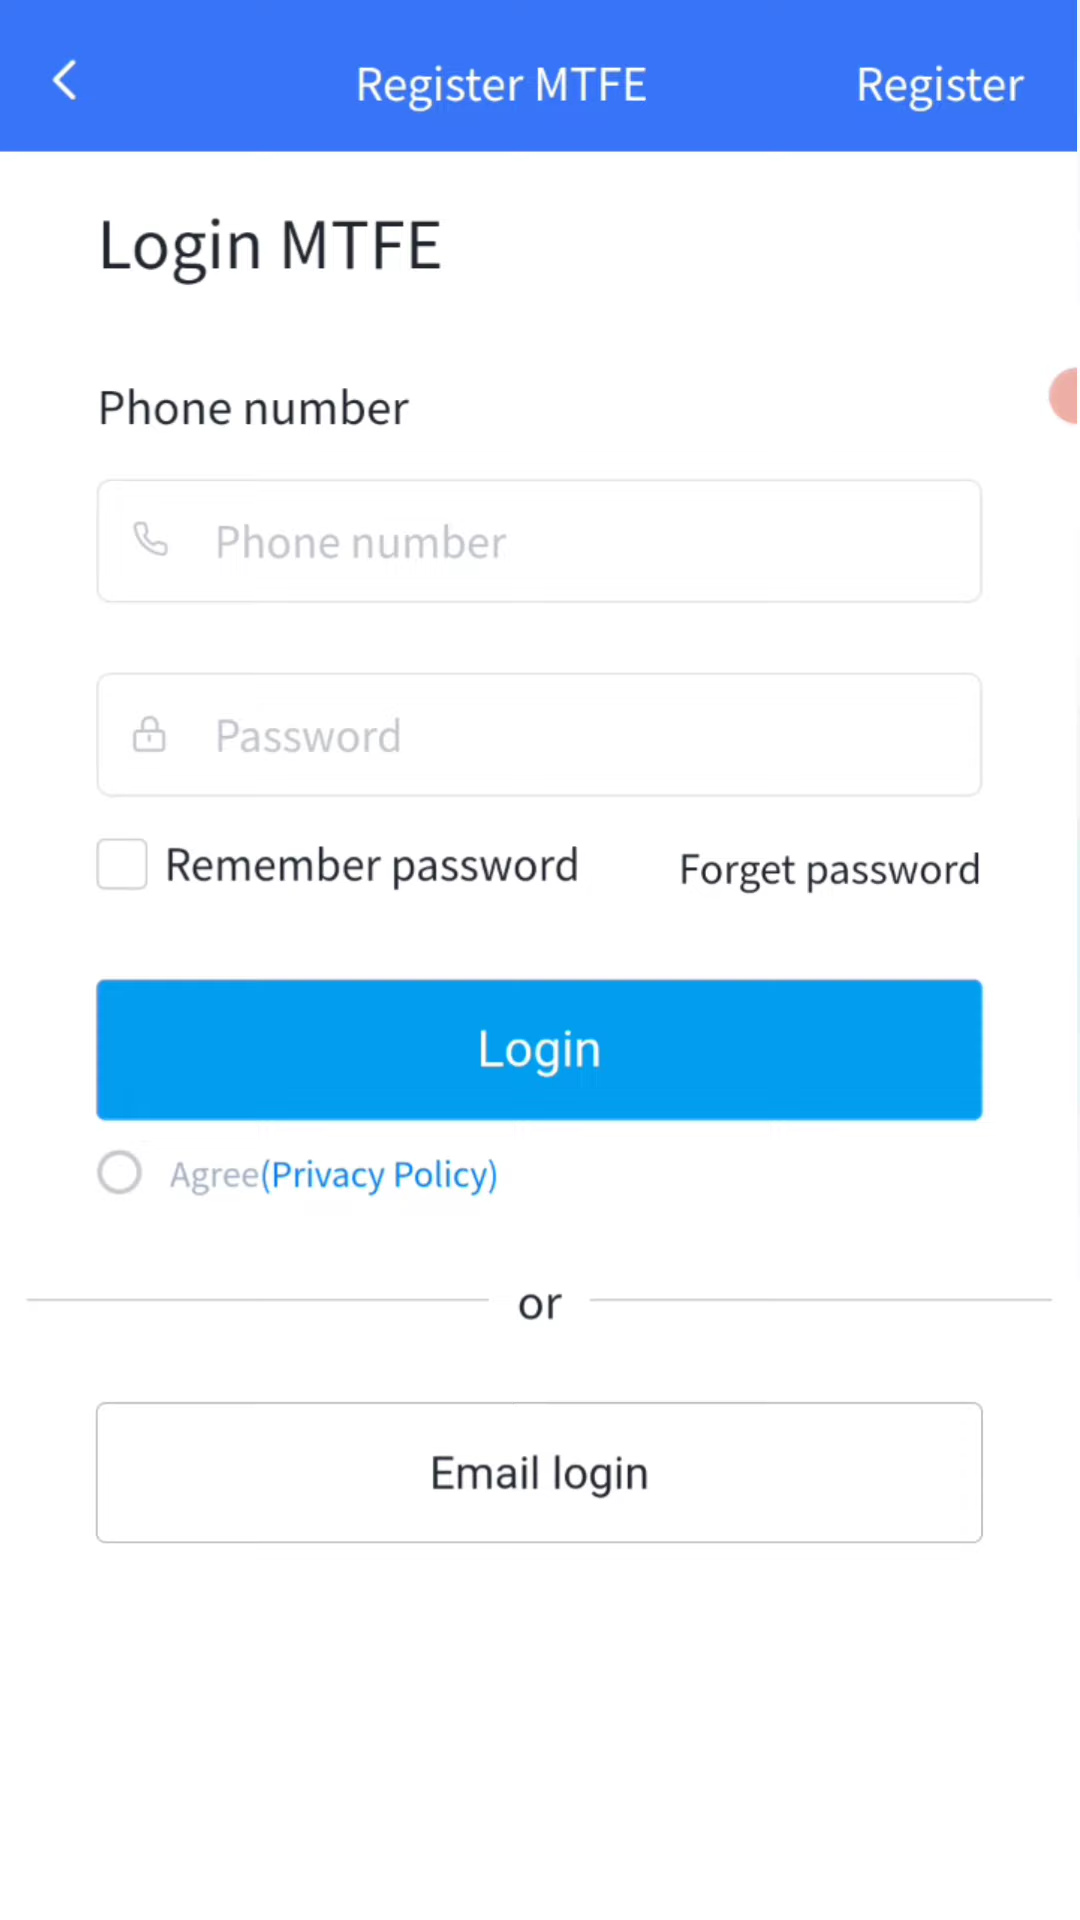 Register MTFE
Register
Login MTFE
Phone number
Phone number
Password
Remember password
Forget password
Login
Agree(Privacy Policy)
or
Email login